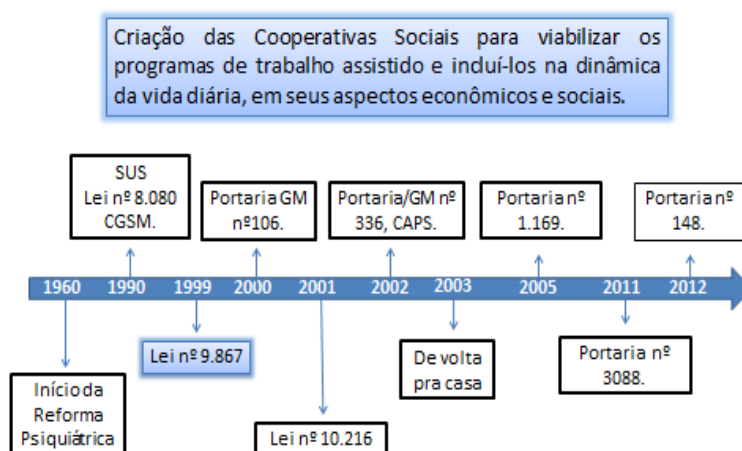 Criação das Cooperativas Sociais para viabilizar os
programas de trabalho assistido e incluí-los na dinâmica
da vida diária, em seus aspectos econômicos e sociais.
SUS
Lei nº 8.080
CGSM.
Portaria GM
nº106.
Portaria/GM nº
336, CAPS.
Portaria nº
1.169.
Portaria nº
148.
1960 1990 1999 2000 2001 2002 2003 2005 2011 2012
Lei nº 9.867
De volta
pra casa
Portaria nº
3088.
Início da
Reforma
Psiquiátrica
Lei nº 10.216